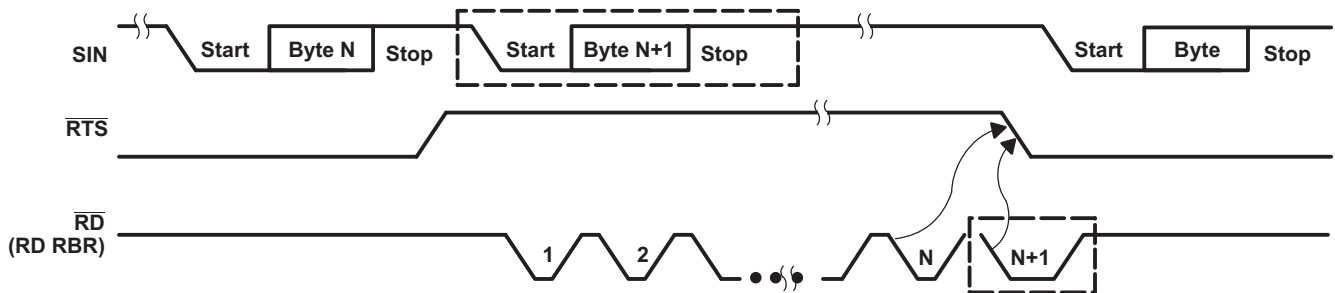 SIN Start Byte N Stop Start Byte N+1 Stop Start Byte Stop
RTS
RD
(RD RBR) 1 2 N N+1